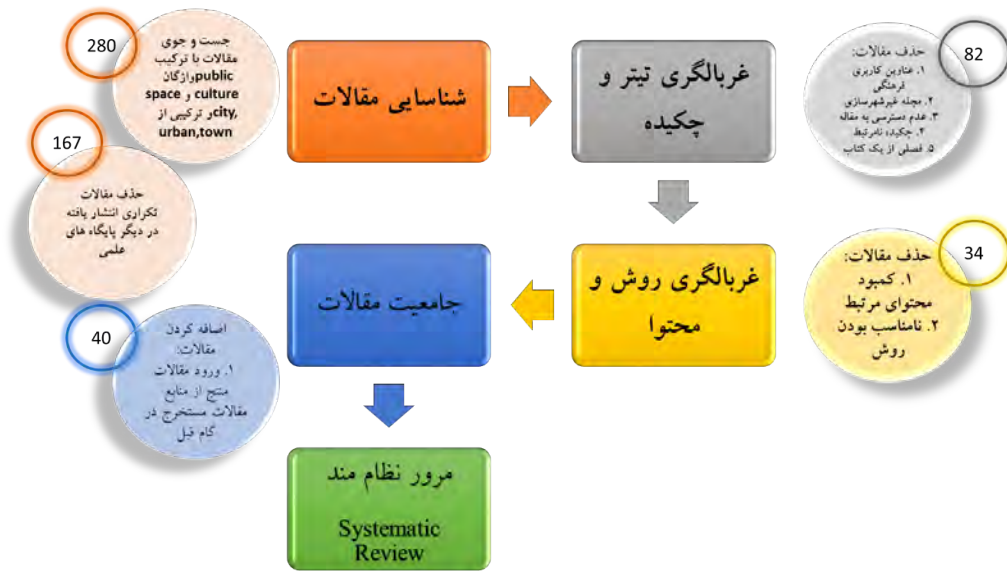 280
جست و جوی
مقالات با ترکیب
واژگانpublic
culture و space
و ترکیبی از city,
urban,town
شناسایی مقالات
غربالگری تیتر و
چکیده
82
حذف مقالات:
۱. عناوین کاربری
فرهنگی
۲. مجله غیرشهرسازی
۳. عدم دسترسی به مقاله
۴. چکیده نامرتبط
۵. فصلی از یک کتاب
167
حذف مقالات
تکراری انتشار یافته
در دیگر پایگاه های
علمی
34
حذف مقالات:
۱. کمبود
محتوای مرتبط
۲. نامناسب بودن
روش
غربالگری روش و
محتوا
جامعیت مقالات
40
اضافه کردن
مقالات:
۱. ورود مقالات
منتج از منابع
مقالات مستخرج در
گام قبل
مرور نظام مند
Systematic
Review